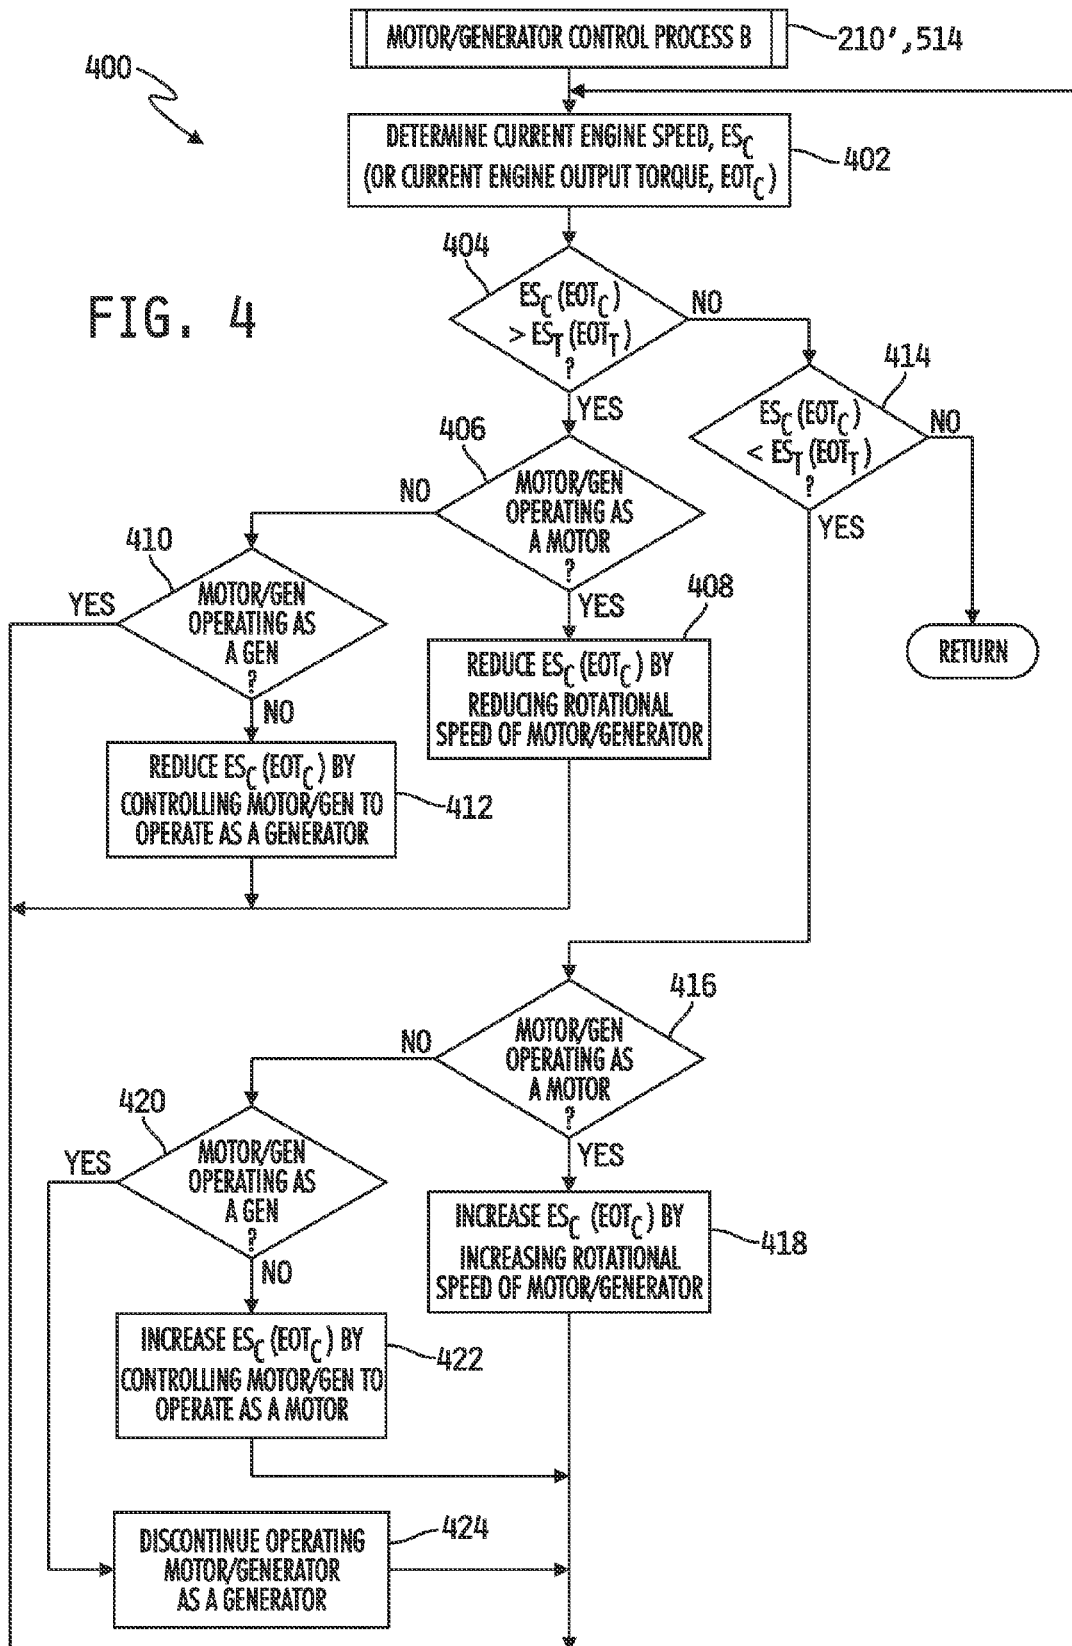 MOTOR/GENERATOR CONTROL PROCESS B
210', 514
400
DETERMINE CURRENT ENGINE SPEED, ESC
(OR CURRENT ENGINE OUTPUT TORQUE, EOTC)
402
404
FIG. 4
ESC (EOTC)
> EST (EOTT)
?
NO
YES
414
ESC (EOTC)
< EST (EOTT)
?
NO
YES
RETURN
406
MOTOR/GEN
OPERATING AS
A MOTOR
?
NO
YES
410
MOTOR/GEN
OPERATING AS
A GEN
?
YES
NO
408
REDUCE ESC (EOTC) BY
REDUCING ROTATIONAL
SPEED OF MOTOR/GENERATOR
REDUCE ESC (EOTC) BY
CONTROLLING MOTOR/GEN TO
OPERATE AS A GENERATOR
412
416
MOTOR/GEN
OPERATING AS
A MOTOR
?
NO
YES
420
MOTOR/GEN
OPERATING AS
A GEN
?
YES
NO
INCREASE ESC (EOTC) BY
INCREASING ROTATIONAL
SPEED OF MOTOR/GENERATOR
418
INCREASE ESC (EOTC) BY
CONTROLLING MOTOR/GEN TO
OPERATE AS A MOTOR
422
DISCONTINUE OPERATING
MOTOR/GENERATOR
AS A GENERATOR
424